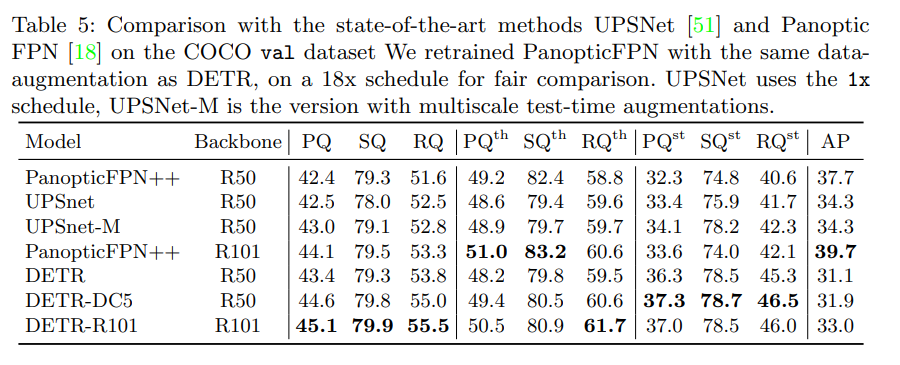 Table 5: Comparison with the state-of-the-art methods UPSNet [51] and Panoptic
FPN [18] on the COCO val dataset We retrained PanopticFPN with the same data-
augmentation as DETR, on a 18x schedule for fair comparison. UPSNet uses the 1x
schedule, UPSNet-M is the version with multiscale test-time augmentations.
Model Backbone PQ SQ RQ PQ^th SQ^th RQ^th PQ^st SQ^st RQ^st AP
PanopticFPN++ R50 42.4 79.3 51.6 49.2 82.4 58.8 32.3 74.8 40.6 37.7
UPSnet R50 42.5 78.0 52.5 48.6 79.4 59.6 33.4 75.9 41.7 34.3
UPSnet-M R50 43.0 79.1 52.8 48.9 79.7 59.7 34.1 78.2 42.3 34.3
PanopticFPN++ R101 44.1 79.5 53.3 51.0 83.2 60.6 33.6 74.0 42.1 39.7
DETR R50 43.4 79.3 53.8 48.2 79.8 59.5 36.3 78.5 45.3 31.1
DETR-DC5 R50 44.6 79.8 55.0 49.4 80.5 60.6 37.3 78.7 46.5 31.9
DETR-R101 R101 45.1 79.9 55.5 50.5 80.9 61.7 37.0 78.5 46.0 33.0